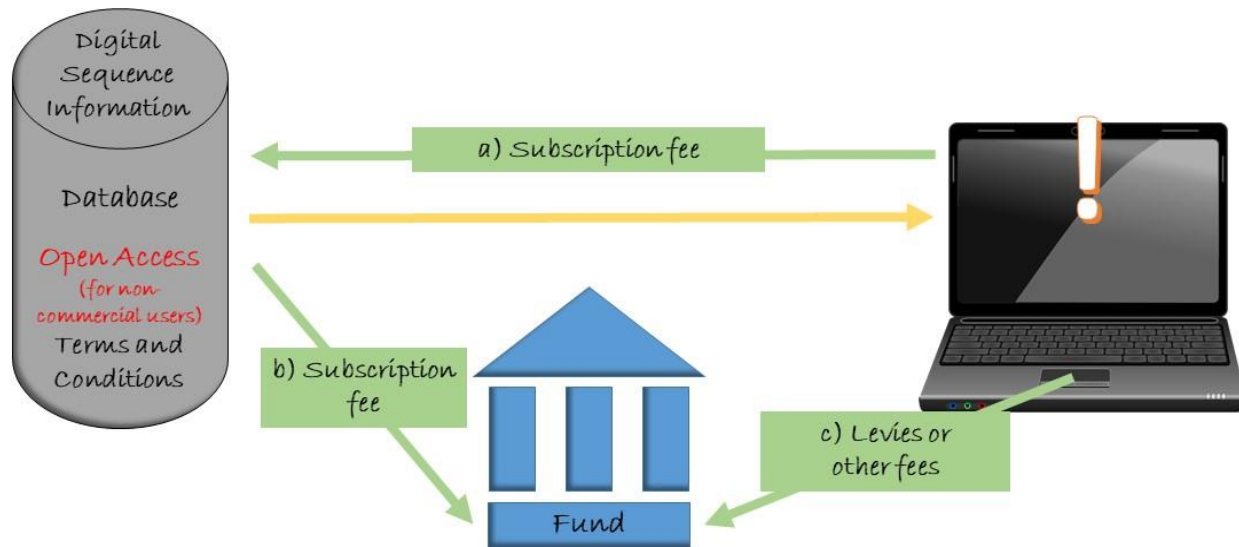 Digital
Sequence
Information
Database
Open Access
(for non-
commercial users)
Terms and
Conditions
a) Subscription fee
b) Subscription
fee
c) Levies or
other fees
Fund